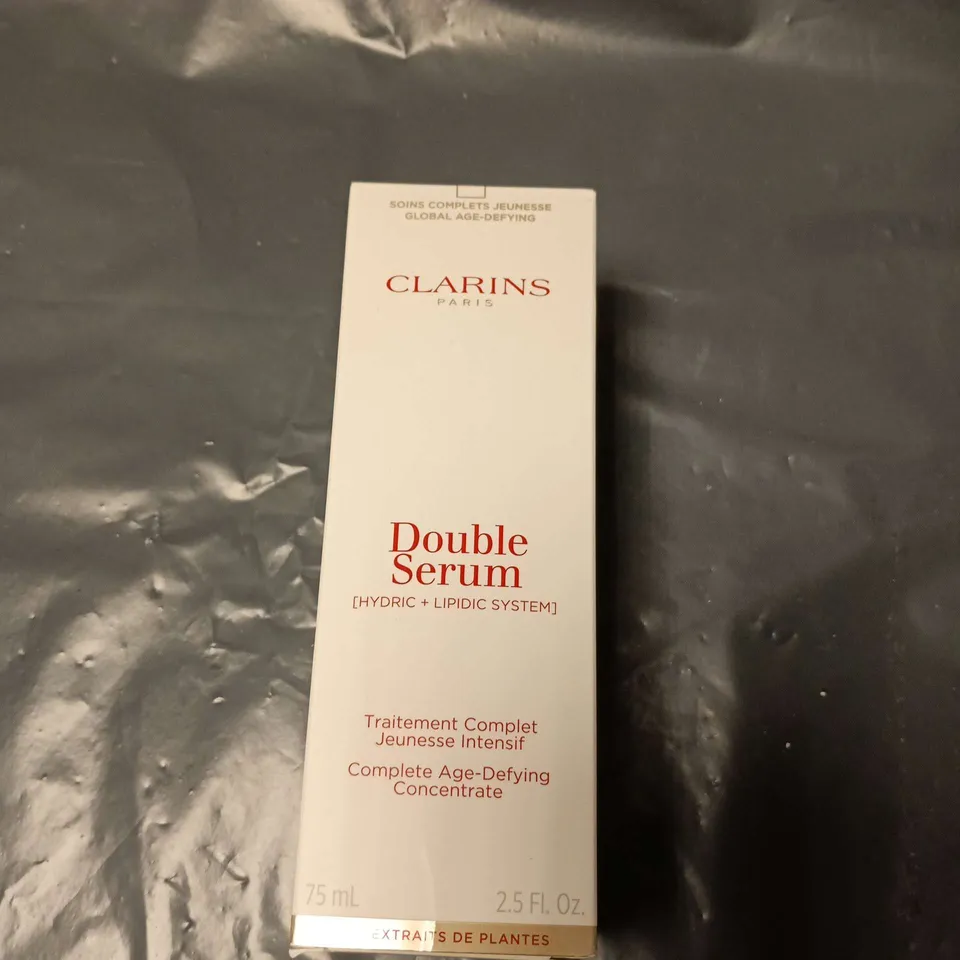 SOINS COMPLETS JEUNESSE
GLOBAL AGE-DEFYING
CLARINS
PARIS
Double
Serum
[HYDRIC + LIPIDIC SYSTEM]
Traitement Complet
Jeunesse Intensif
Complete Age-Defying
Concentrate
75 mL 2.5 Fl. Oz.
EXTRAITS DE PLANTES